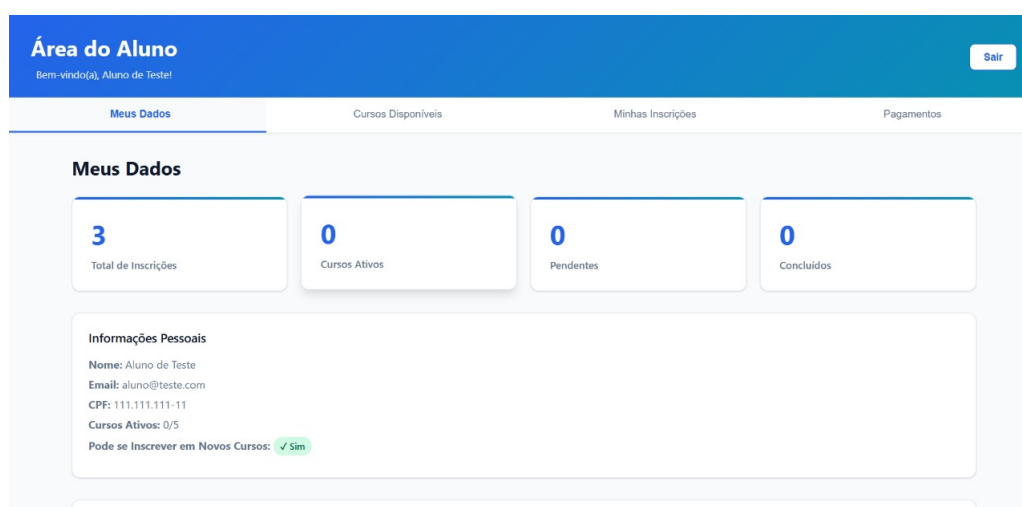 Área do Aluno
Bem-vindo(a), Aluno de Teste!
Sair
Meus Dados
Cursos Disponíveis
Minhas Inscrições
Pagamentos
Meus Dados
3
Total de Inscrições
0
Cursos Ativos
0
Pendentes
0
Concluídos
Informações Pessoais
Nome: Aluno de Teste
Email: aluno@teste.com
CPF: 111.111.111-11
Cursos Ativos: 0/5
Pode se Inscrever em Novos Cursos: ✓ Sim